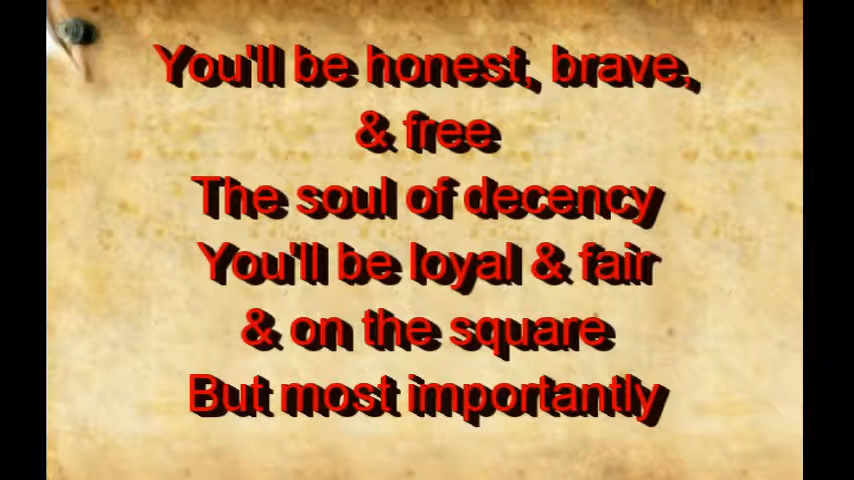 You'll be honest, brave,
& free
The soul of decency
You'll be loyal & fair
& on the square
But most importantly